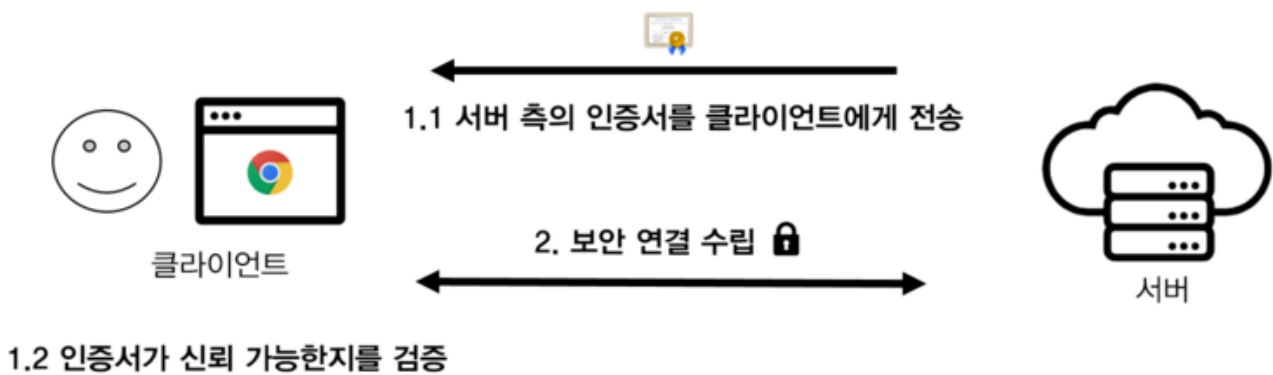 1.1 서버 측의 인증서를 클라이언트에게 전송
2. 보안 연결 수립
클라이언트
서버
1.2 인증서가 신뢰 가능한지를 검증